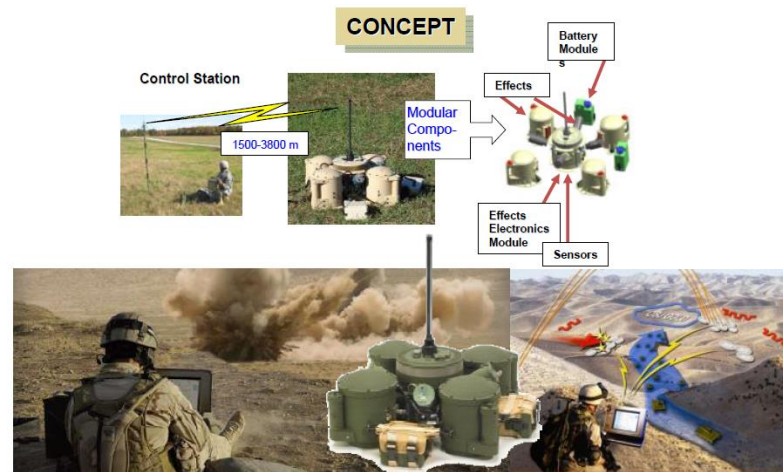 CONCEPT
Control Station
1500-3800 m
Modular
Compo-
nents
Battery
Module
s
Effects
Effects
Electronics
Module
Sensors